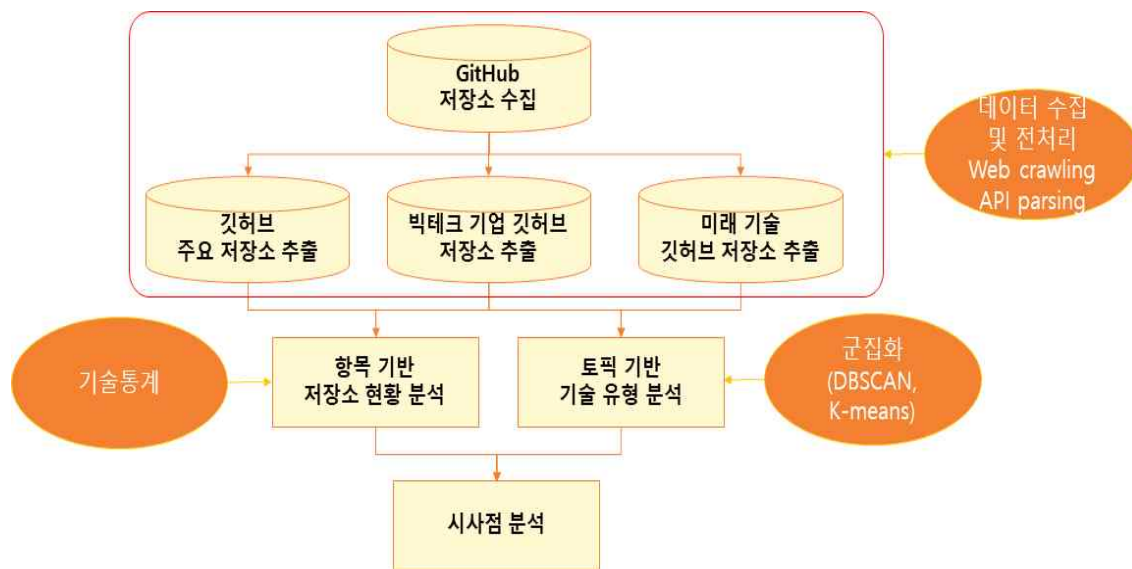 GitHub
저장소 수집
데이터 수집
및 전처리
Web crawling
API parsing
깃허브
주요 저장소 추출
빅테크 기업 깃허브
저장소 추출
미래 기술
깃허브 저장소 추출
기술통계
항목 기반
저장소 현황 분석
토픽 기반
기술 유형 분석
군집화
(DBSCAN,
K-means)
시사점 분석